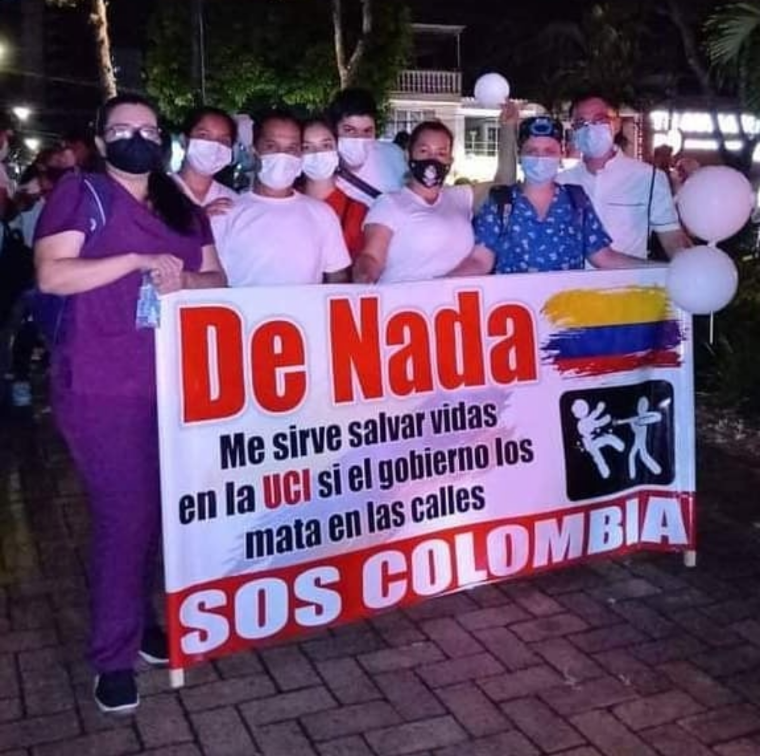 De Nada
Me sirve salvar vidas
en la UCI si el gobierno los
mata en las calles
SOS COLOMBIA